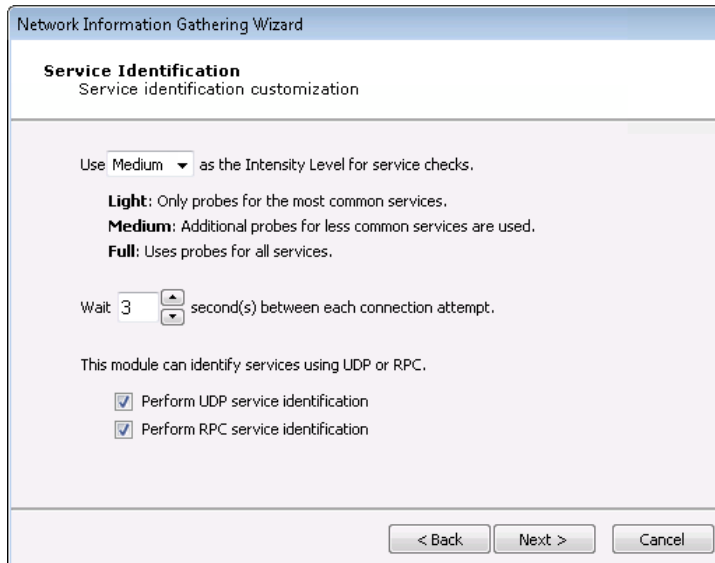 Network Information Gathering Wizard
Service Identification
Service identification customization
Use Medium as the Intensity Level for service checks.
Light: Only probes for the most common services.
Medium: Additional probes for less common services are used.
Full: Uses probes for all services.
Wait 3 second(s) between each connection attempt.
This module can identify services using UDP or RPC.
Perform UDP service identification
Perform RPC service identification
< Back Next > Cancel